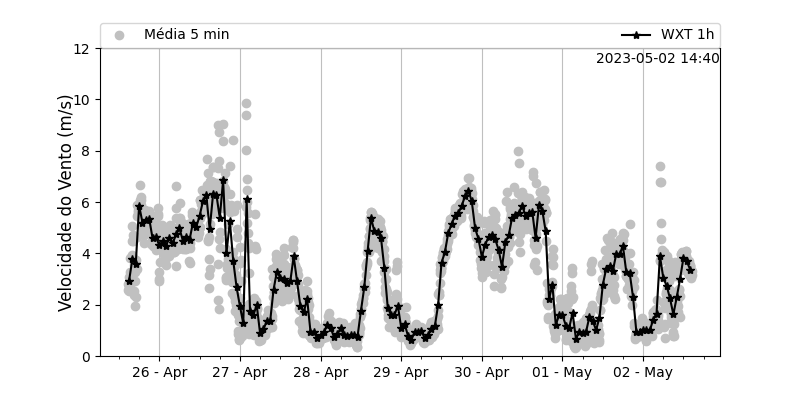 Média 5 min
WXT 1h
2023-05-02 14:40
Velocidade do Vento (m/s)
12
10
8
6
4
2
0
26 - Apr
27 - Apr
28 - Apr
29 - Apr
30 - Apr
01 - May
02 - May